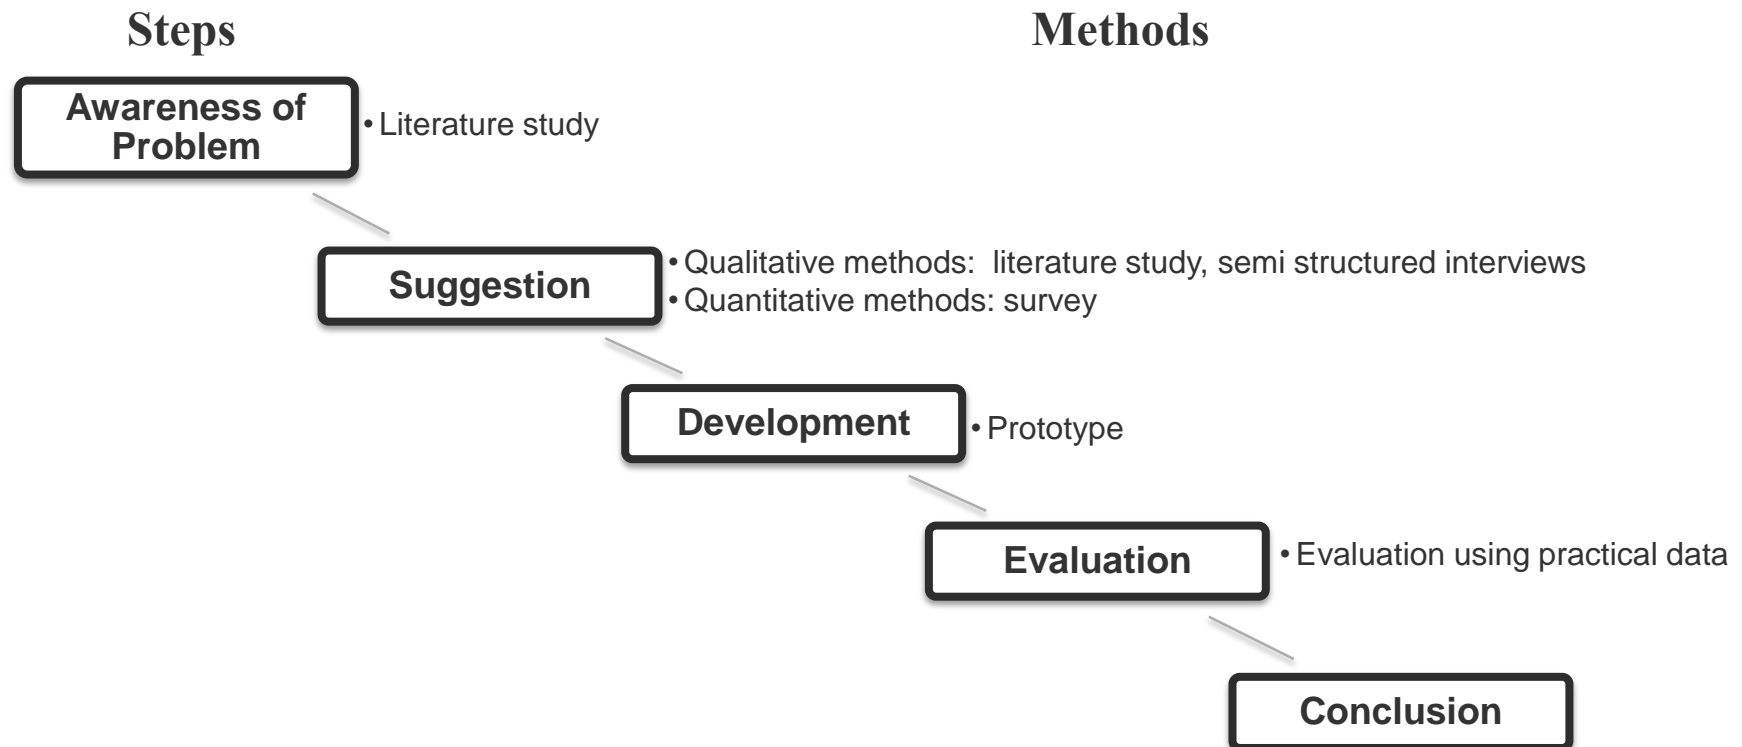 Steps
Methods
Awareness of
Problem
• Literature study
Suggestion
• Qualitative methods:  literature study, semi structured interviews
• Quantitative methods: survey
Development
• Prototype
Evaluation
• Evaluation using practical data
Conclusion